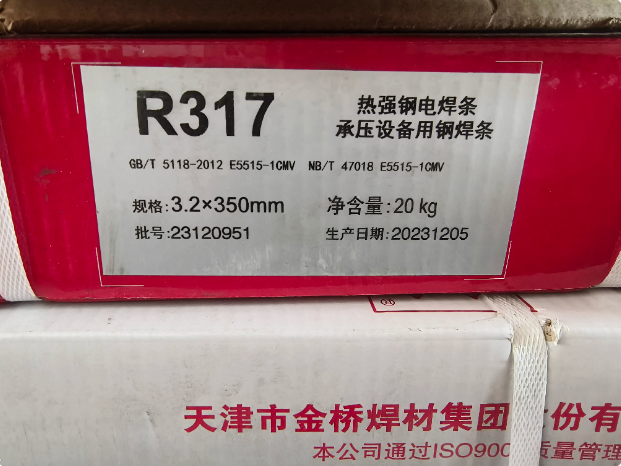 R317
热强钢电焊条
承压设备用钢焊条
GB/T 5118-2012 E5515-1CMV NB/T 47018 E5515-1CMV
规格:3.2×350mm 净含量:20 kg
批号:23120951 生产日期:20231205
天津市金桥焊材集团 份有
本公司通过ISO900 质量管理